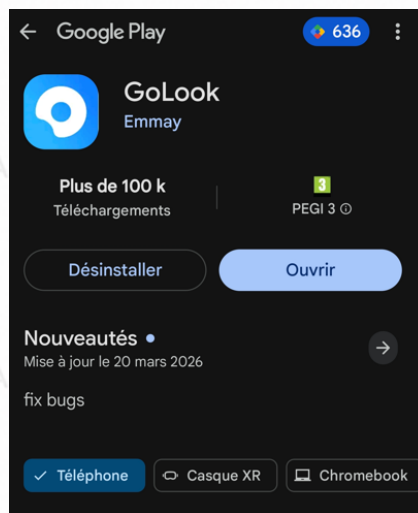 Google Play
636
GoLook
Emmay
Plus de 100 k
Téléchargements
3
PEGI 3
Désinstaller
Ouvrir
Nouveautés
Mise à jour le 20 mars 2026
fix bugs
Téléphone
Casque XR
Chromebook